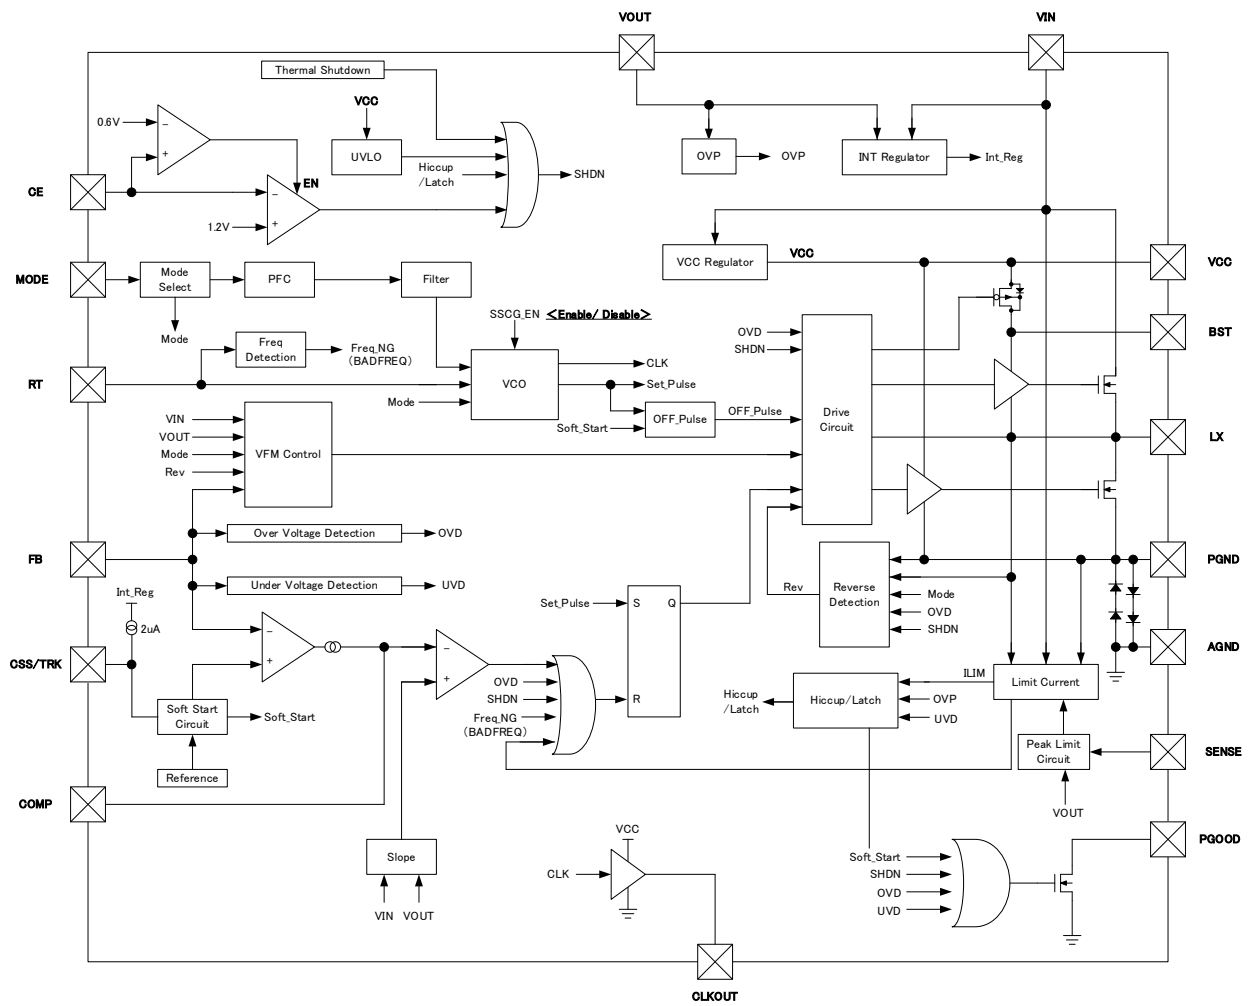 VOUT
VIN
Thermal Shutdown
VCC
0.6V
−
+
UVLO
Hiccup
/Latch
SHDN
OVP
OVP
INT Regulator
Int_Reg
CE
EN
−
1.2V
+
VCC Regulator
VCC
VCC
MODE
Mode
Select
PFC
Filter
Mode
SSCG_EN <Enable/ Disable>
OVD
SHDN
BST
Freq
Detection
Freq_NG
(BADFREQ)
RT
VCO
CLK
Set_Pulse
Mode
Soft_Start
OFF_Pulse
OFF_Pulse
Drive
Circuit
VIN
VOUT
Mode
Rev
VFM Control
LX
FB
Over Voltage Detection
OVD
Under Voltage Detection
UVD
PGND
Rev
Reverse
Detection
Mode
OVD
SHDN
Int_Reg
2uA
Set_Pulse
S
Q
R
CSS/TRK
−
+
−
+
AGND
Soft Start
Circuit
Soft_Start
OVD
SHDN
Freq_NG
(BADFREQ)
Hiccup
/Latch
Hiccup/Latch
ILIM
OVP
UVD
Limit Current
Reference
Peak Limit
Circuit
SENSE
VOUT
COMP
Slope
VIN
VOUT
VCC
CLK
Soft_Start
SHDN
OVD
UVD
PGOOD
CLKOUT